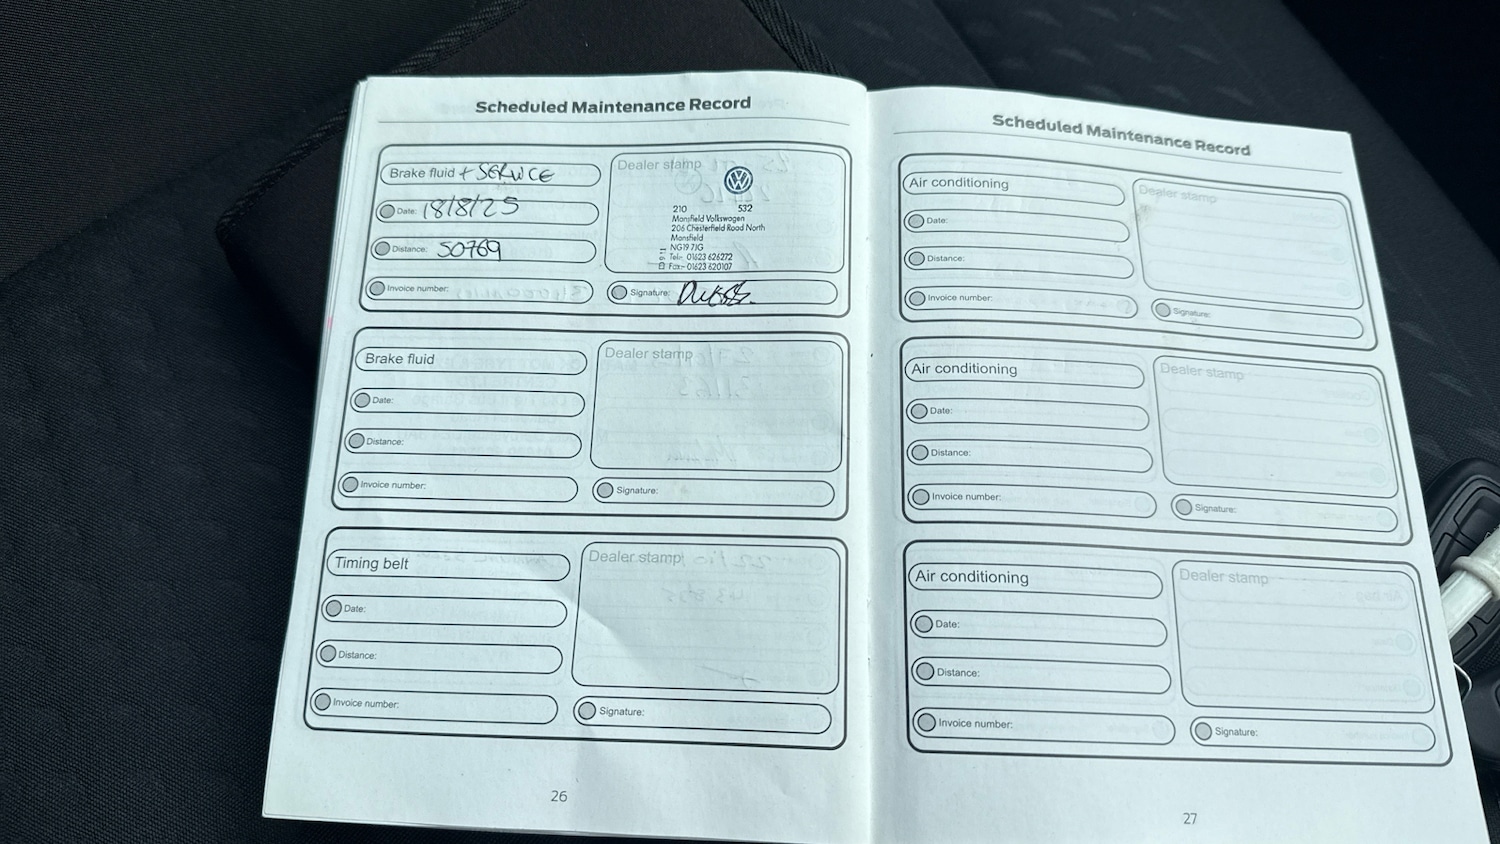 Scheduled Maintenance Record
Brake fluid + SERVICE
Date: 18/8/25
Distance: 50769
Invoice number:
Dealer stamp
210 532
Mansfield Volkswagen
206 Chesterfield Road North
Mansfield
NG19 7JG
Tel:- 01623 626272
Fax:- 01623 620107
Signature:
Brake fluid
Date:
Distance:
Invoice number:
Dealer stamp
Signature:
Timing belt
Date:
Distance:
Invoice number:
Dealer stamp
Signature:
26
Scheduled Maintenance Record
Air conditioning
Date:
Distance:
Invoice number:
Dealer stamp
Signature:
Air conditioning
Date:
Distance:
Invoice number:
Dealer stamp
Signature:
Air conditioning
Date:
Distance:
Invoice number:
Dealer stamp
Signature:
27